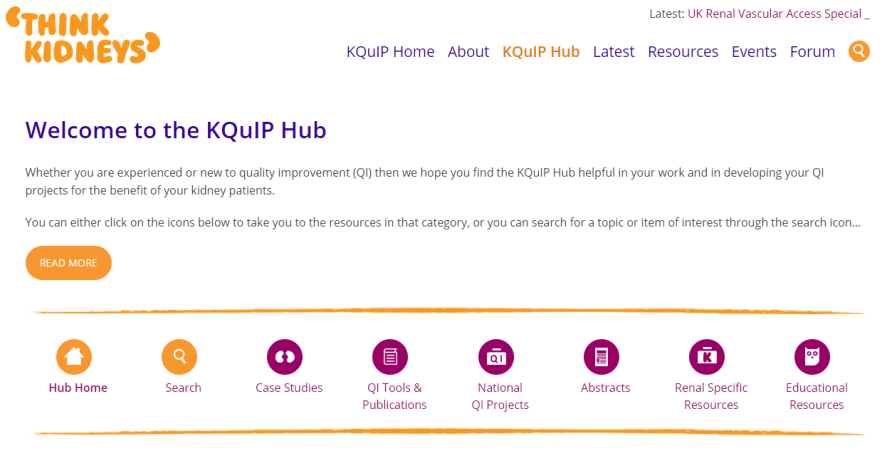 THINK
KIDNEYS
Latest: UK Renal Vascular Access Special _
KQuIP Home About KQuIP Hub Latest Resources Events Forum
Welcome to the KQuIP Hub
Whether you are experienced or new to quality improvement (QI) then we hope you find the KQuIP Hub helpful in your work and in developing your QI
projects for the benefit of your kidney patients.
You can either click on the icons below to take you to the resources in that category, or you can search for a topic or item of interest through the search icon...
READ MORE
QI
K
Hub Home
Search
Case Studies
QI Tools &
Publications
National
QI Projects
Abstracts
Renal Specific
Resources
Educational
Resources